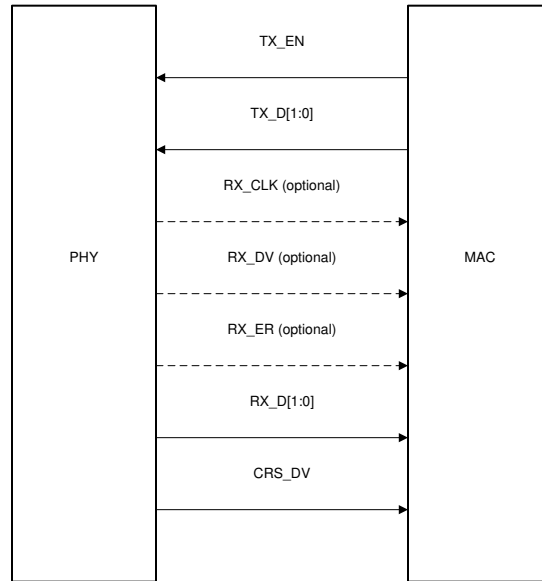 TX_EN
TX_D[1:0]
RX_CLK (optional)
PHY
RX_DV (optional)
MAC
RX_ER (optional)
RX_D[1:0]
CRS_DV